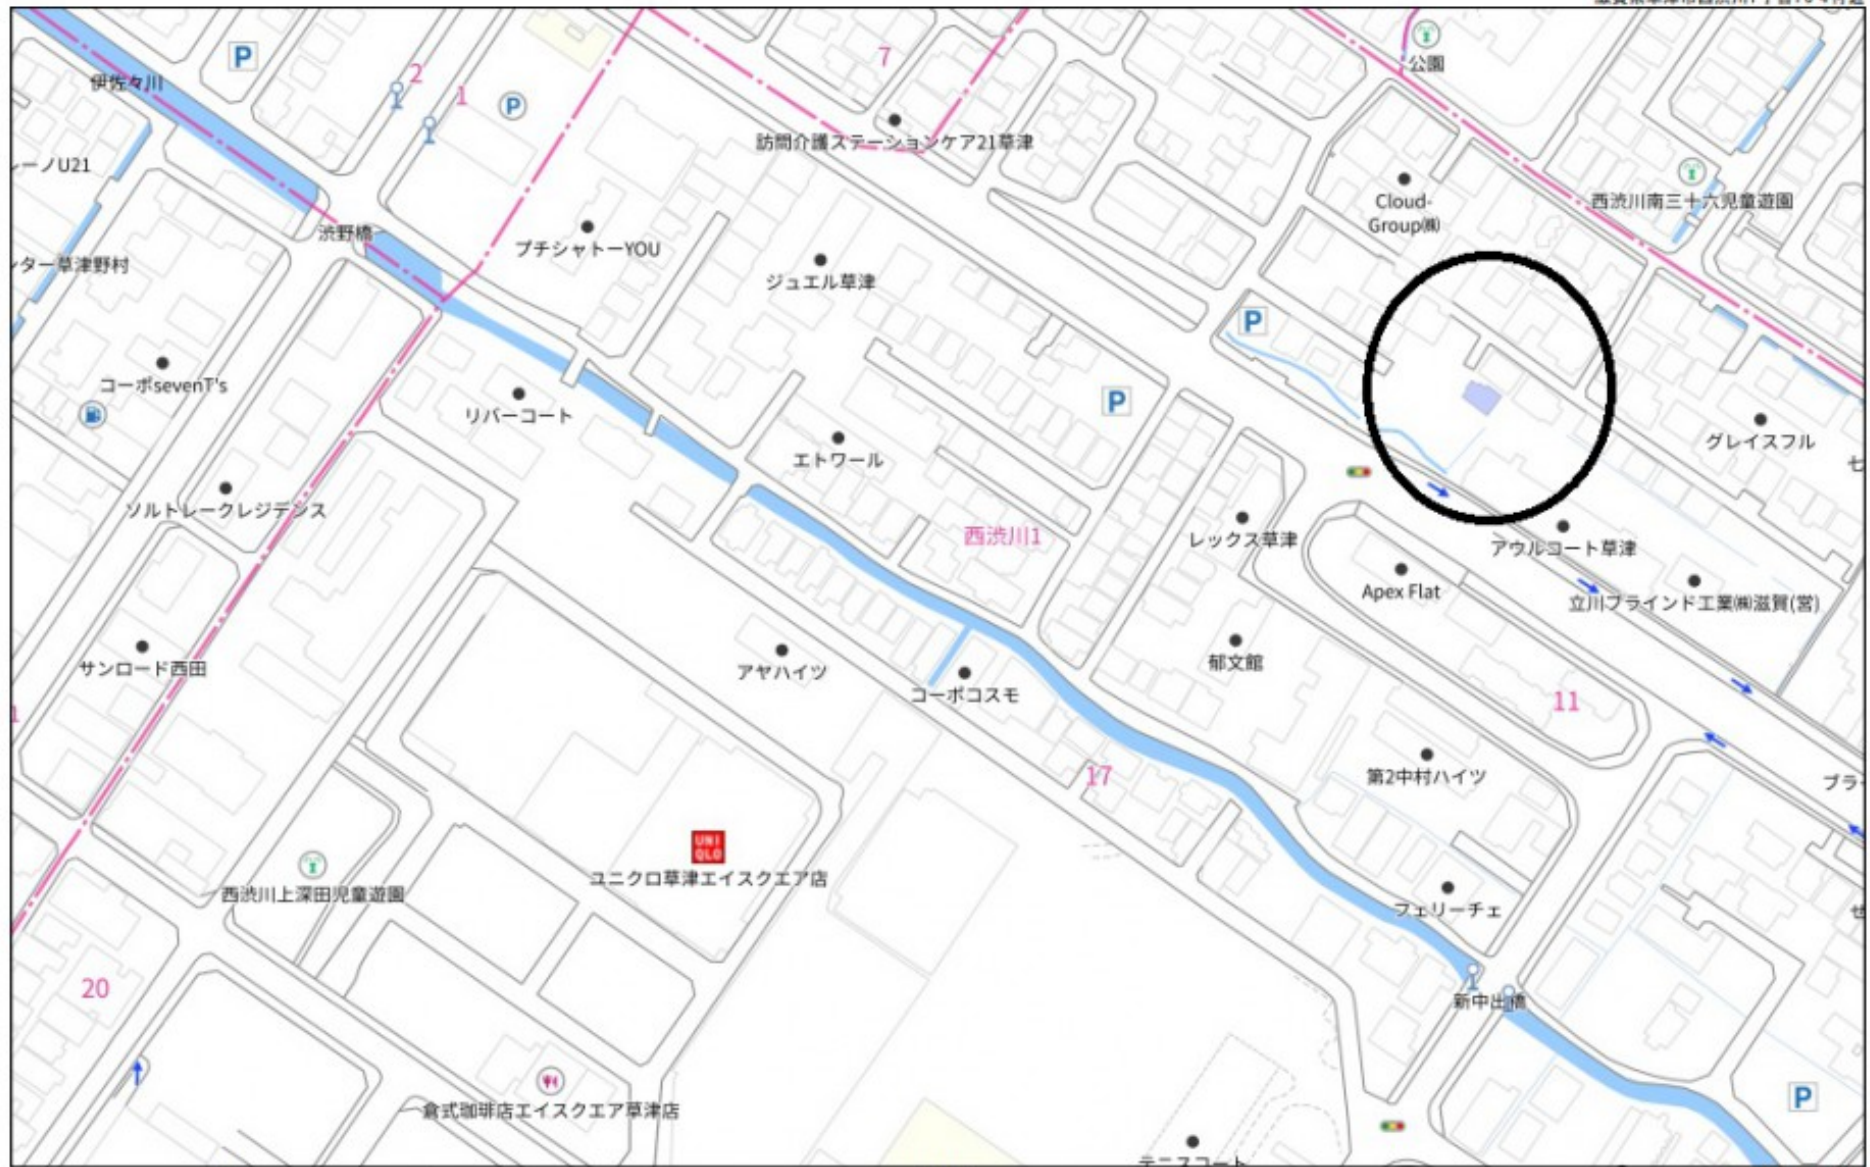 7
P
公園
2
伊佐々川
1
P
訪問介護ステーションケア21草津
ーノU21
Cloud-
Group㈱
西渋川南三十六児童遊園
渋野橋
プチシャトーYOU
ター草津野村
ジュエル草津
P
コーポsevenT's
リバーコート
P
グレイスフル
エトワール
ソルトレークレジデンス
西渋川1
レックス草津
アウルコート草津
Apex Flat
立川ブラインド工業㈱滋賀(営)
サンロード西田
アヤハイツ
コーポコスモ
郁文館
11
1
17
第2中村ハイツ
ブラ
UNI
QLO
ユニクロ草津エイスクエア店
西渋川上深田児童遊園
フェリーチェ
せ
20
新中出橋
P
倉式珈琲店エイスクエア草津店
テニスコート